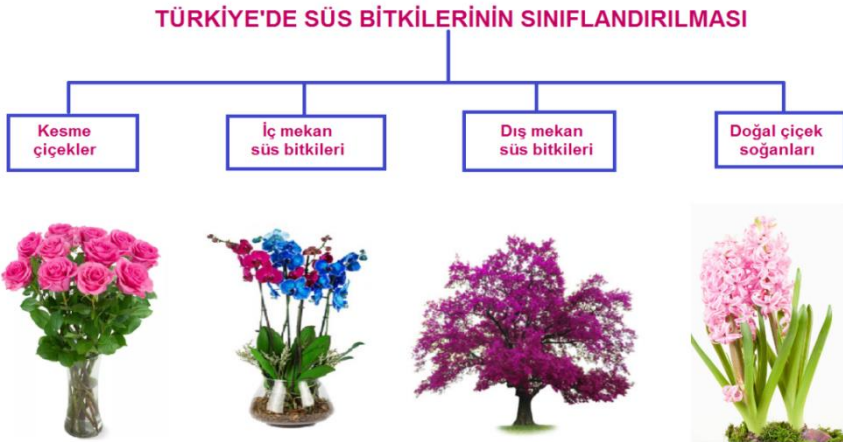 TÜRKİYE'DE SÜS BİTKİLERİNİN SINIFLANDIRILMASI
Kesme
çiçekler
İç mekan
süs bitkileri
Dış mekan
süs bitkileri
Doğal çiçek
soğanları